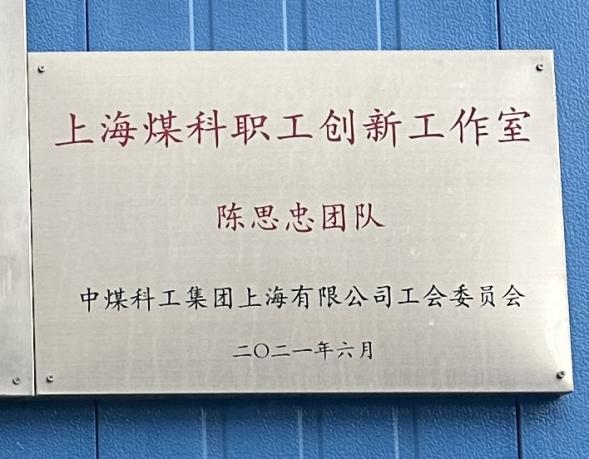 上海煤科职工创新工作室
陈思忠团队
中煤科工集团上海有限公司工会委员会
二〇二一年六月